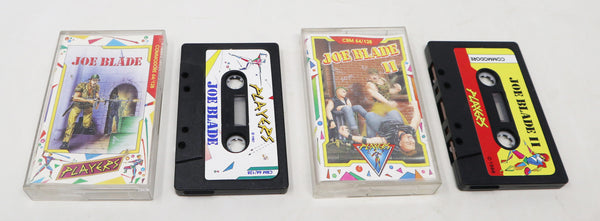 COMMODORE 64/128
JOE BLADE
PLAYERS
PLAYERS
JOE BLADE
CBM 64/128
CBM 64/128
JOE BLADE
II
PLAYERS
COMMODORE
PLAYERS
JOE BLADE II